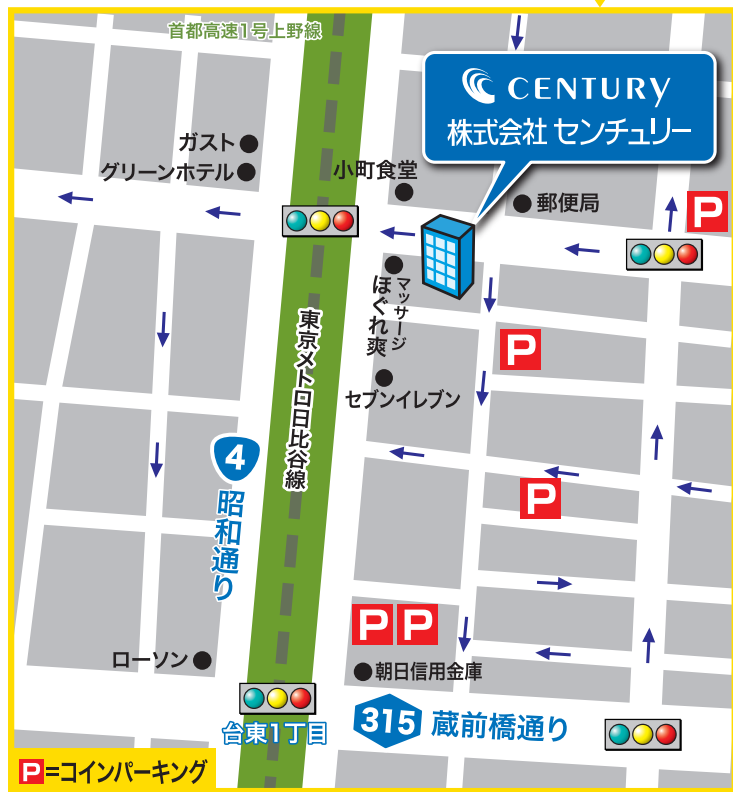 首都高速1号上野線
CENTURY
株式会社 センチュリー
ガスト
グリーンホテル
小町食堂
郵便局
P
マッサージ
ほぐれ爽
P
東京メトロ日比谷線
セブンイレブン
4
昭和通り
P
P P
ローソン
朝日信用金庫
315 蔵前橋通り
台東1丁目
P=コインパーキング